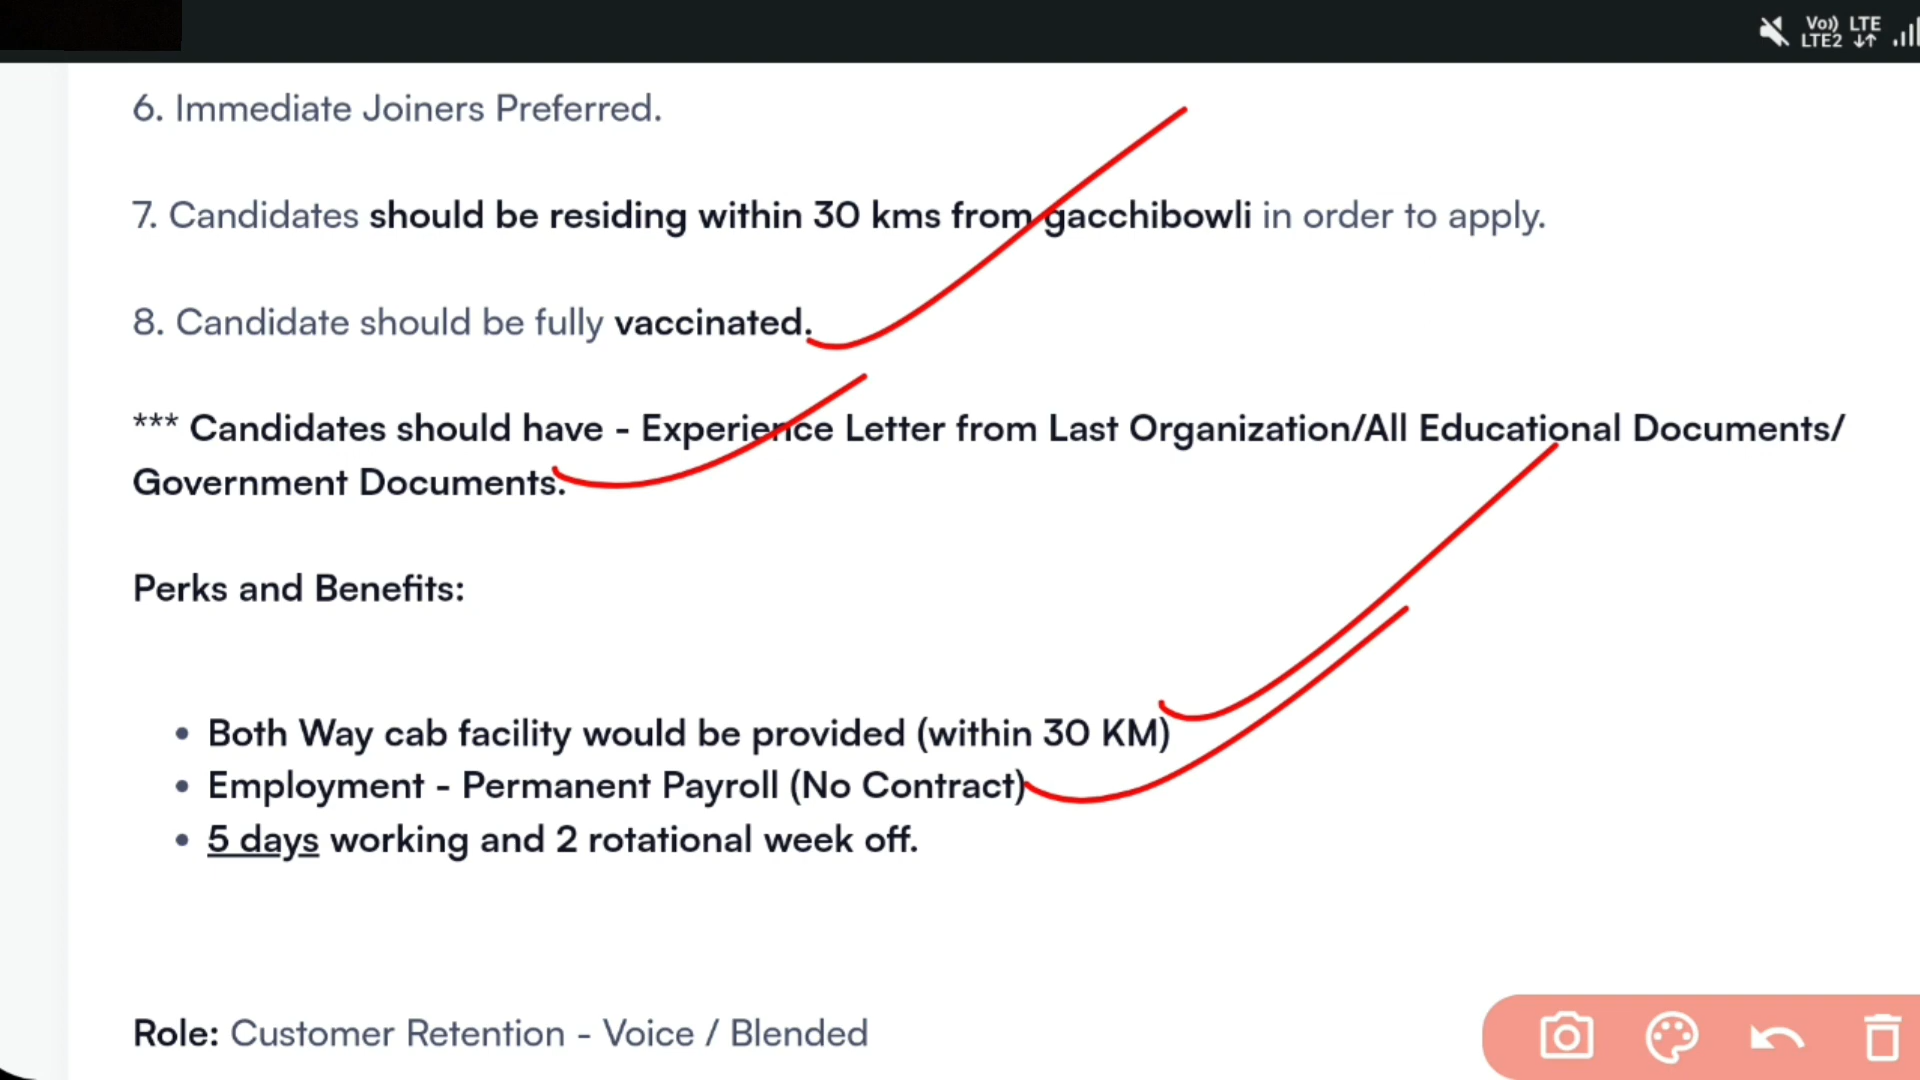 Vo)) LTE
LTE2
6. Immediate Joiners Preferred.
7. Candidates should be residing within 30 kms from gacchibowli in order to apply.
8. Candidate should be fully vaccinated.
*** Candidates should have - Experience Letter from Last Organization/All Educational Documents/
Government Documents.
Perks and Benefits:
• Both Way cab facility would be provided (within 30 KM)
• Employment - Permanent Payroll (No Contract)
• 5 days working and 2 rotational week off.
Role: Customer Retention - Voice / Blended